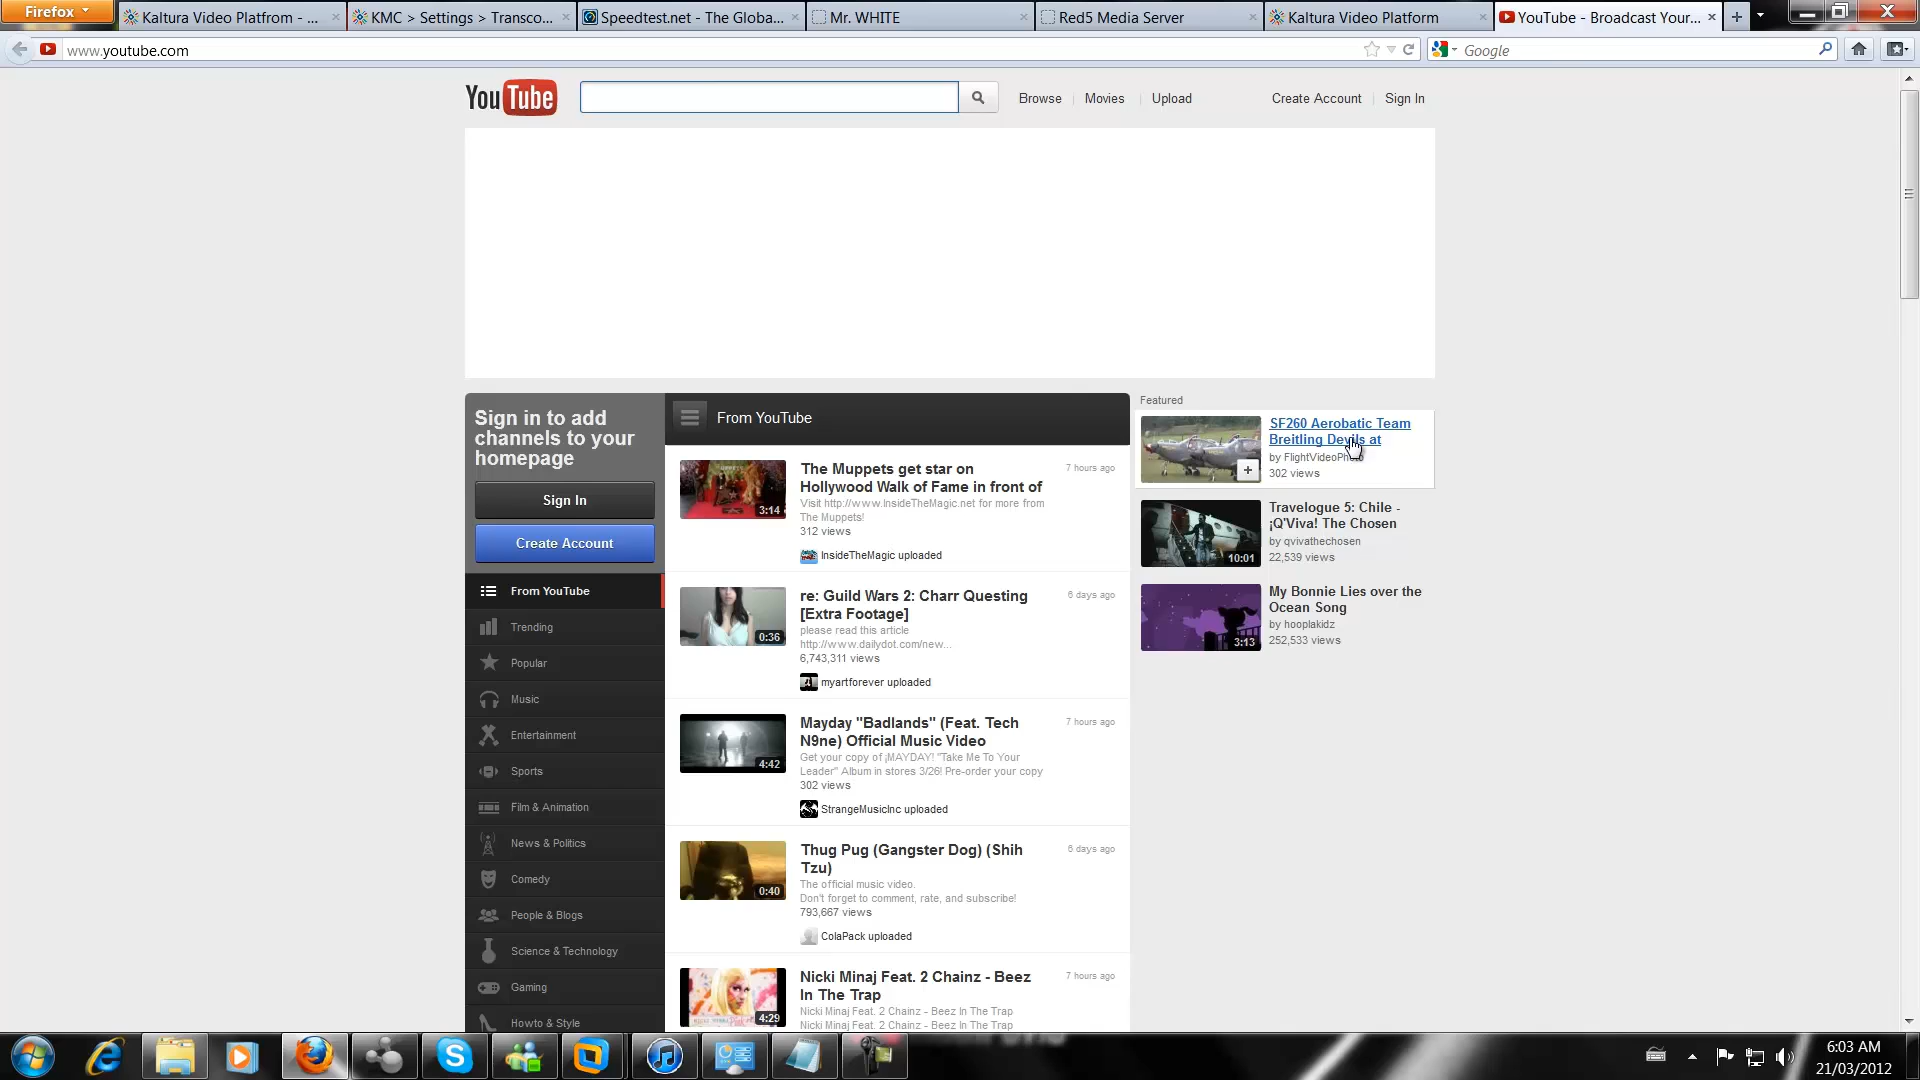 Firefox
Kaltura Video Platfrom - ...
KMC > Settings > Transco...
Speedtest.net - The Globa...
Mr. WHITE
Red5 Media Server
Kaltura Video Platform
YouTube - Broadcast Your...
www.youtube.com
Google
YouTube
Browse
Movies
Upload
Create Account
Sign In
Sign in to add
channels to your
homepage
Sign In
Create Account
From YouTube
Trending
Popular
Music
Entertainment
Sports
Film & Animation
News & Politics
Comedy
People & Blogs
Science & Technology
Gaming
Howto & Style
From YouTube
The Muppets get star on
Hollywood Walk of Fame in front of
7 hours ago
Visit http://www.InsideTheMagic.net for more from
The Muppets!
312 views
3:14
InsideTheMagic uploaded
re: Guild Wars 2: Charr Questing
[Extra Footage]
6 days ago
please read this article
http://www.dailydot.com/new...
6,743,311 views
0:36
myartforever uploaded
Mayday "Badlands" (Feat. Tech
N9ne) Official Music Video
7 hours ago
Get your copy of ¡MAYDAY! "Take Me To Your
Leader" Album in stores 3/26! Pre-order your copy
302 views
4:42
StrangeMusicInc uploaded
Thug Pug (Gangster Dog) (Shih
Tzu)
6 days ago
The official music video.
Don't forget to comment, rate, and subscribe!
793,667 views
0:40
ColaPack uploaded
Nicki Minaj Feat. 2 Chainz - Beez
In The Trap
7 hours ago
Nicki Minaj Feat. 2 Chainz - Beez In The Trap
Nicki Minaj Feat. 2 Chainz - Beez In The Trap
4:29
Featured
SF260 Aerobatic Team
Breitling Devils at
by FlightVideoPhoto
302 views
Travelogue 5: Chile -
¡Q'Viva! The Chosen
by qvivathechosen
22,539 views
10:01
My Bonnie Lies over the
Ocean Song
by hooplakidz
252,533 views
3:13
6:03 AM
21/03/2012